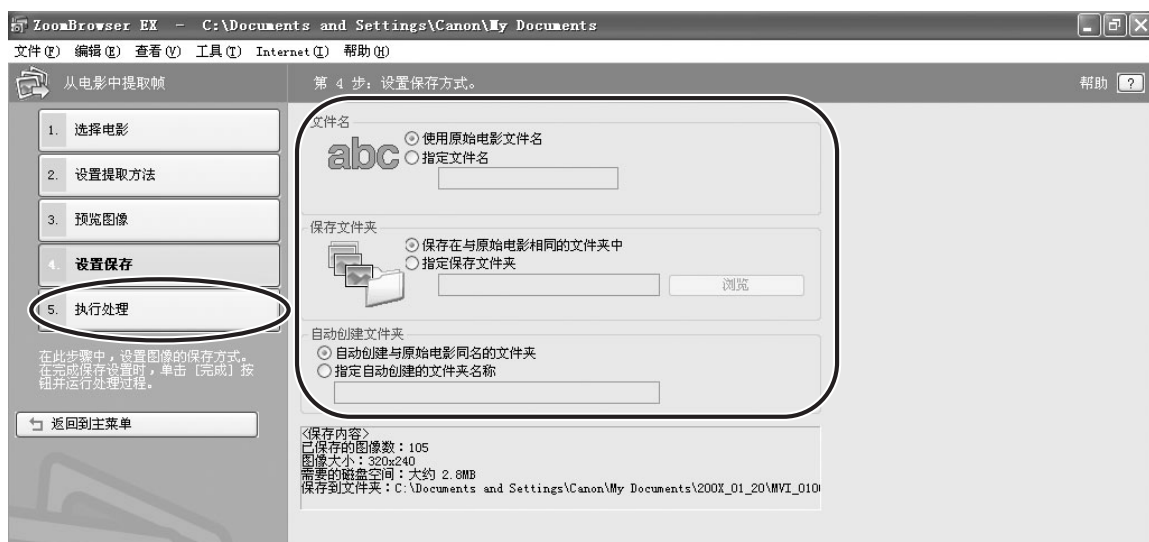 ZoomBrowser EX - C:\Documents and Settings\Canon\My Documents
文件(F) 编辑(E) 查看(V) 工具(T) Internet(I) 帮助(H)
从电影中提取帧
第 4 步：设置保存方式。
帮助 ?
1. 选择电影
2. 设置提取方法
3. 预览图像
4. 设置保存
5. 执行处理
在此步骤中，设置图像的保存方式。
在完成保存设置时，单击［完成］按
钮并运行处理过程。
返回到主菜单
文件名
abc
使用原始电影文件名
指定文件名
保存文件夹
保存在与原始电影相同的文件夹中
指定保存文件夹
浏览
自动创建文件夹
自动创建与原始电影同名的文件夹
指定自动创建的文件夹名称
<保存内容>
已保存的图像数：105
图像大小：320x240
需要的磁盘空间：大约 2.8MB
保存到文件夹：C:\Documents and Settings\Canon\My Documents\200X_01_20\MVI_010